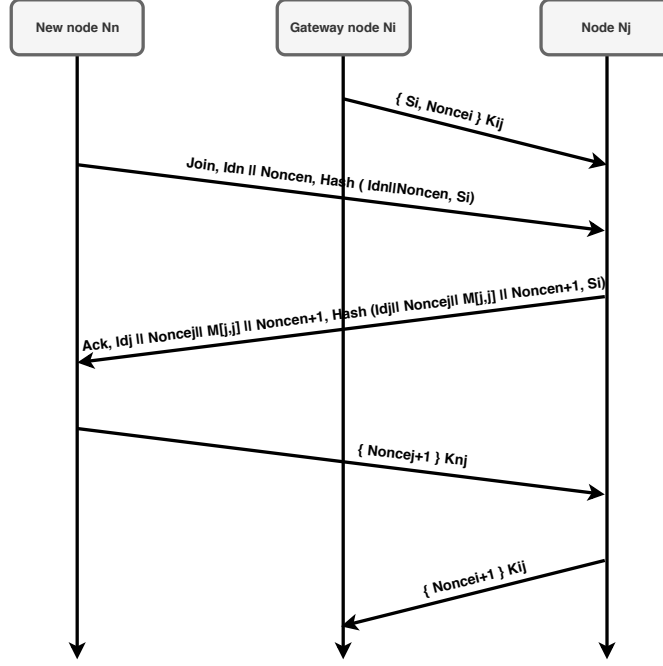 New node Nn
Gateway node Ni
Node Nj
{ Si, Noncei } Kij
Join, Idn || Noncen, Hash ( Idn||Noncen, Si)
Ack, Idj || Noncej|| M[j,j] || Noncen+1, Hash (Idj|| Noncej|| M[j,j] || Noncen+1, Si)
{ Noncej+1 } Knj
{ Noncei+1 } Kij